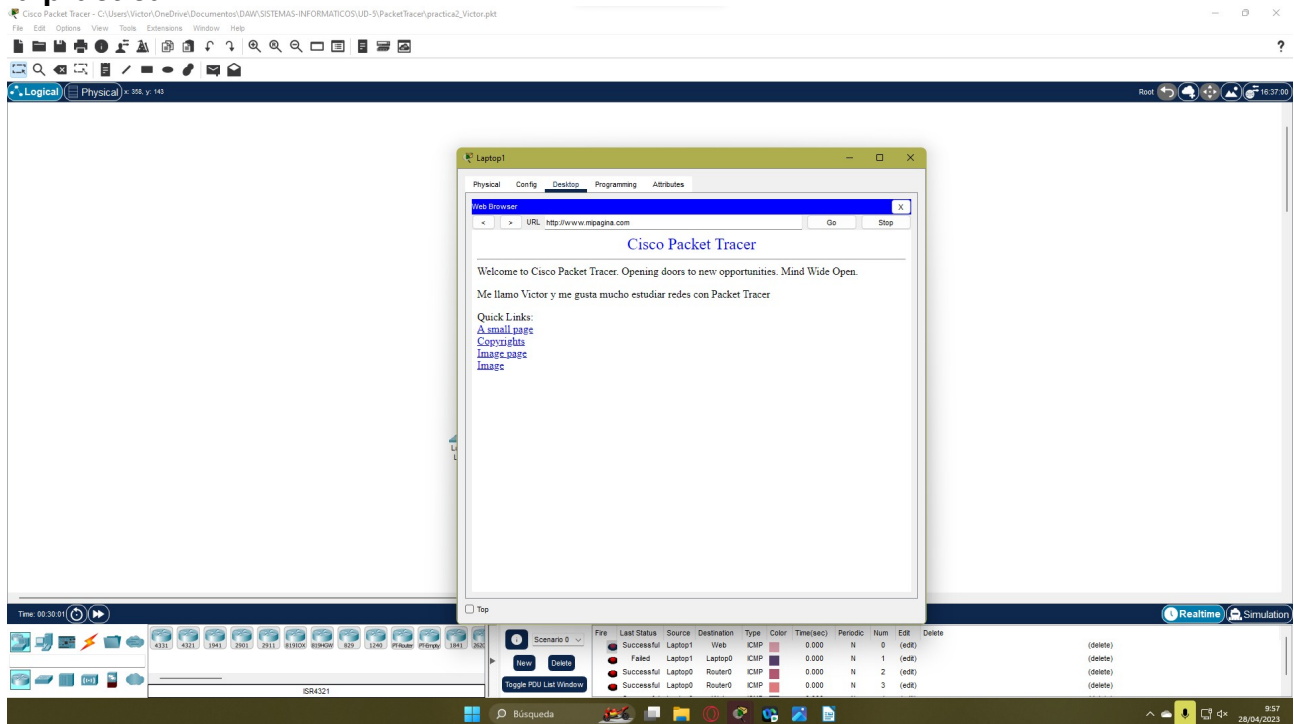 Cisco Packet Tracer - C:\Users\Victor\OneDrive\Documentos\DAW\SISTEMAS-INFORMATICOS\UD-5\PacketTracer\practica2_Victor.pkt
File Edit Options View Tools Extensions Window Help
?
Logical Physical x: 358, y: 143 Root 16:37:00
Laptop1
Physical Config Desktop Programming Attributes
Web Browser X
< > URL http://www.mipagina.com Go Stop
Cisco Packet Tracer
Welcome to Cisco Packet Tracer. Opening doors to new opportunities. Mind Wide Open.
Me llamo Victor y me gusta mucho estudiar redes con Packet Tracer
Quick Links:
A small page
Copyrights
Image page
Image
Top
Time: 00:30:01 Realtime Simulation
4331 4321 1941 2901 2911 819IOX 819HGW 829 1240 PT-Router PT-Empty 1841
ISR4321
Scenario 0
New Delete
Toggle PDU List Window
Fire Last Status Source Destination Type Color Time(sec) Periodic Num Edit Delete
Successful Laptop1 Web ICMP 0.000 N 0 (edit) (delete)
Failed Laptop1 Laptop0 ICMP 0.000 N 1 (edit) (delete)
Successful Laptop0 Router0 ICMP 0.000 N 2 (edit) (delete)
Successful Laptop0 Router0 ICMP 0.000 N 3 (edit) (delete)
Búsqueda
9:57
28/04/2023